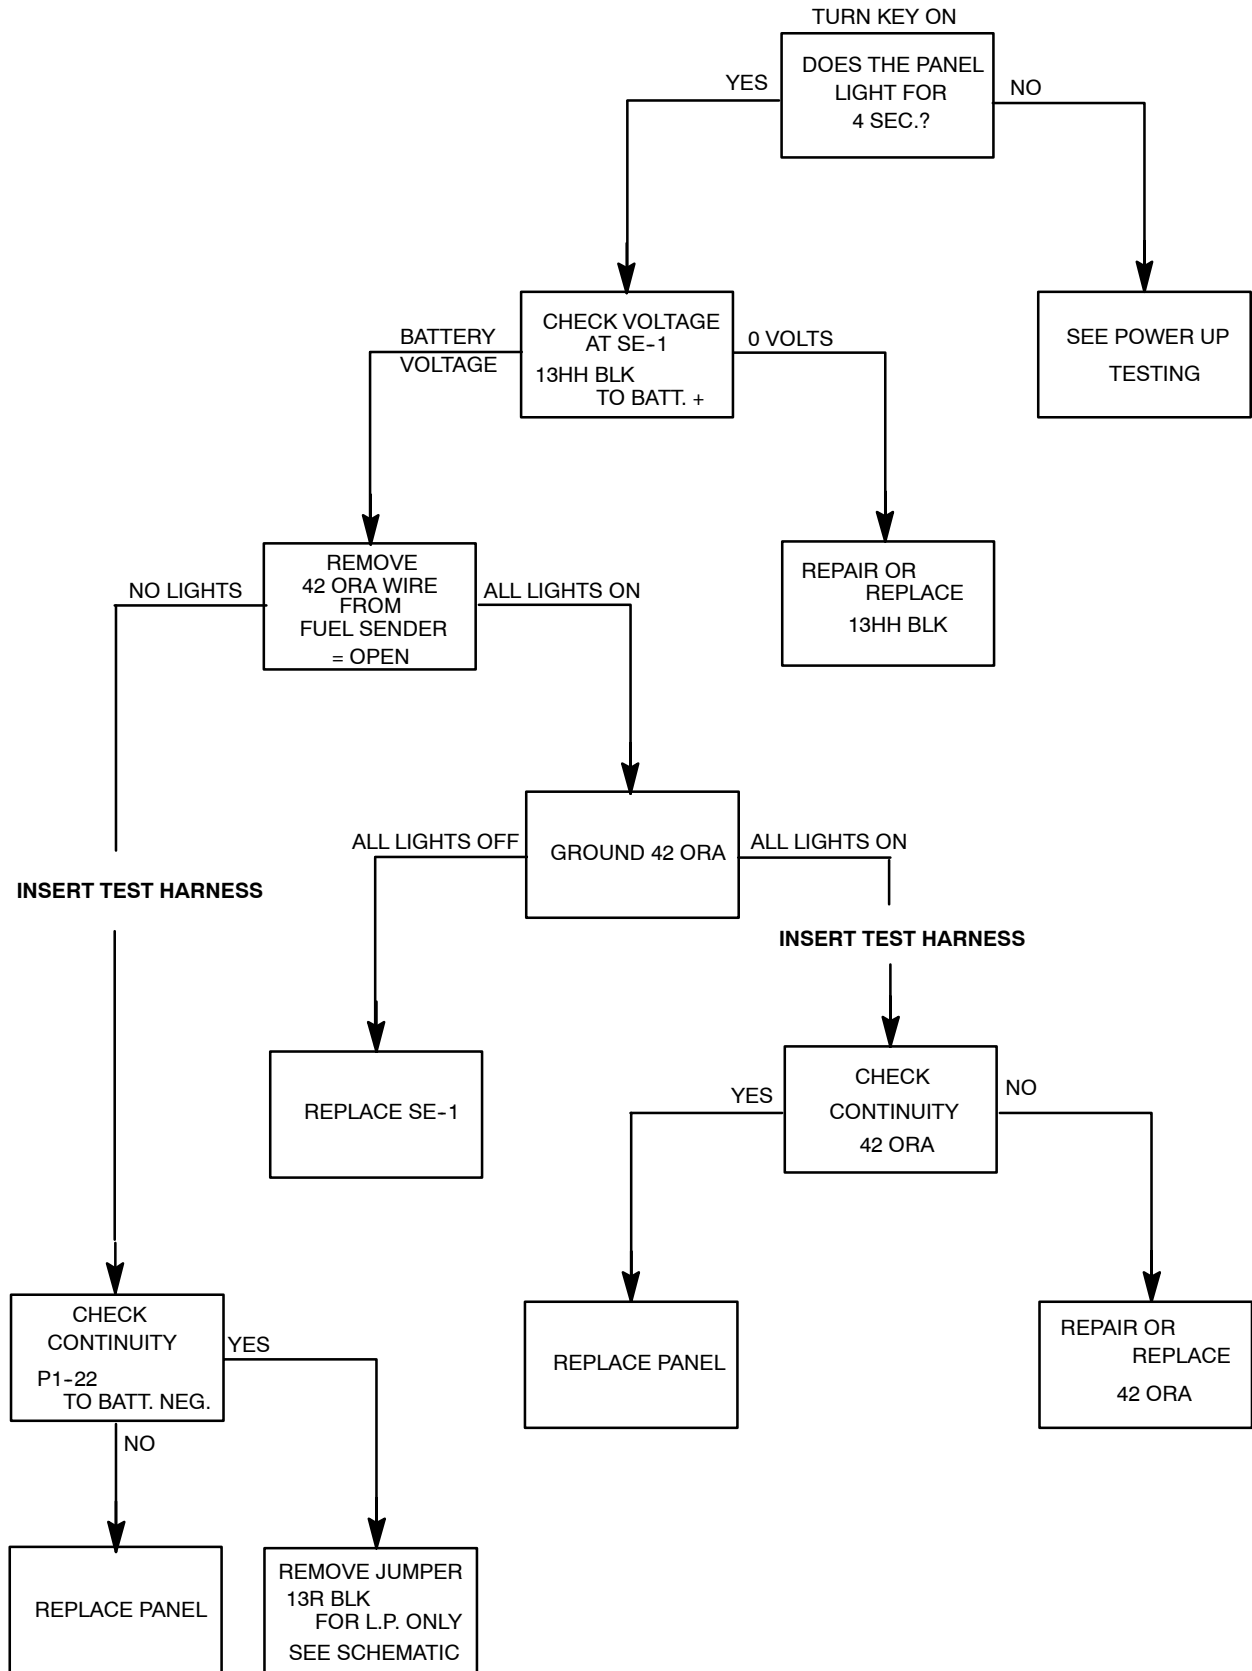 TURN KEY ON
DOES THE PANEL
LIGHT FOR
4 SEC.?
YES
NO
CHECK VOLTAGE
AT SE-1
13HH BLK
TO BATT. +
BATTERY
VOLTAGE
0 VOLTS
SEE POWER UP
TESTING
REMOVE
42 ORA WIRE
FROM
FUEL SENDER
= OPEN
NO LIGHTS
ALL LIGHTS ON
REPAIR OR
REPLACE
13HH BLK
GROUND 42 ORA
ALL LIGHTS OFF
ALL LIGHTS ON
INSERT TEST HARNESS
INSERT TEST HARNESS
REPLACE SE-1
CHECK
CONTINUITY
42 ORA
YES
NO
CHECK
CONTINUITY
P1-22
TO BATT. NEG.
YES
NO
REPLACE PANEL
REPAIR OR
REPLACE
42 ORA
REPLACE PANEL
REMOVE JUMPER
13R BLK
FOR L.P. ONLY
SEE SCHEMATIC